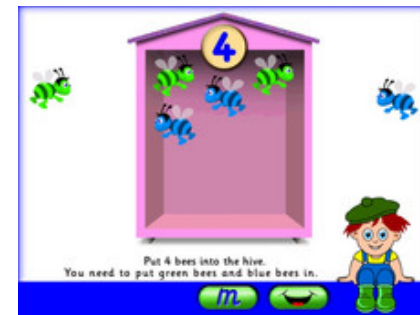 4
Put 4 bees into the hive.
You need to put green bees and blue bees in.
m